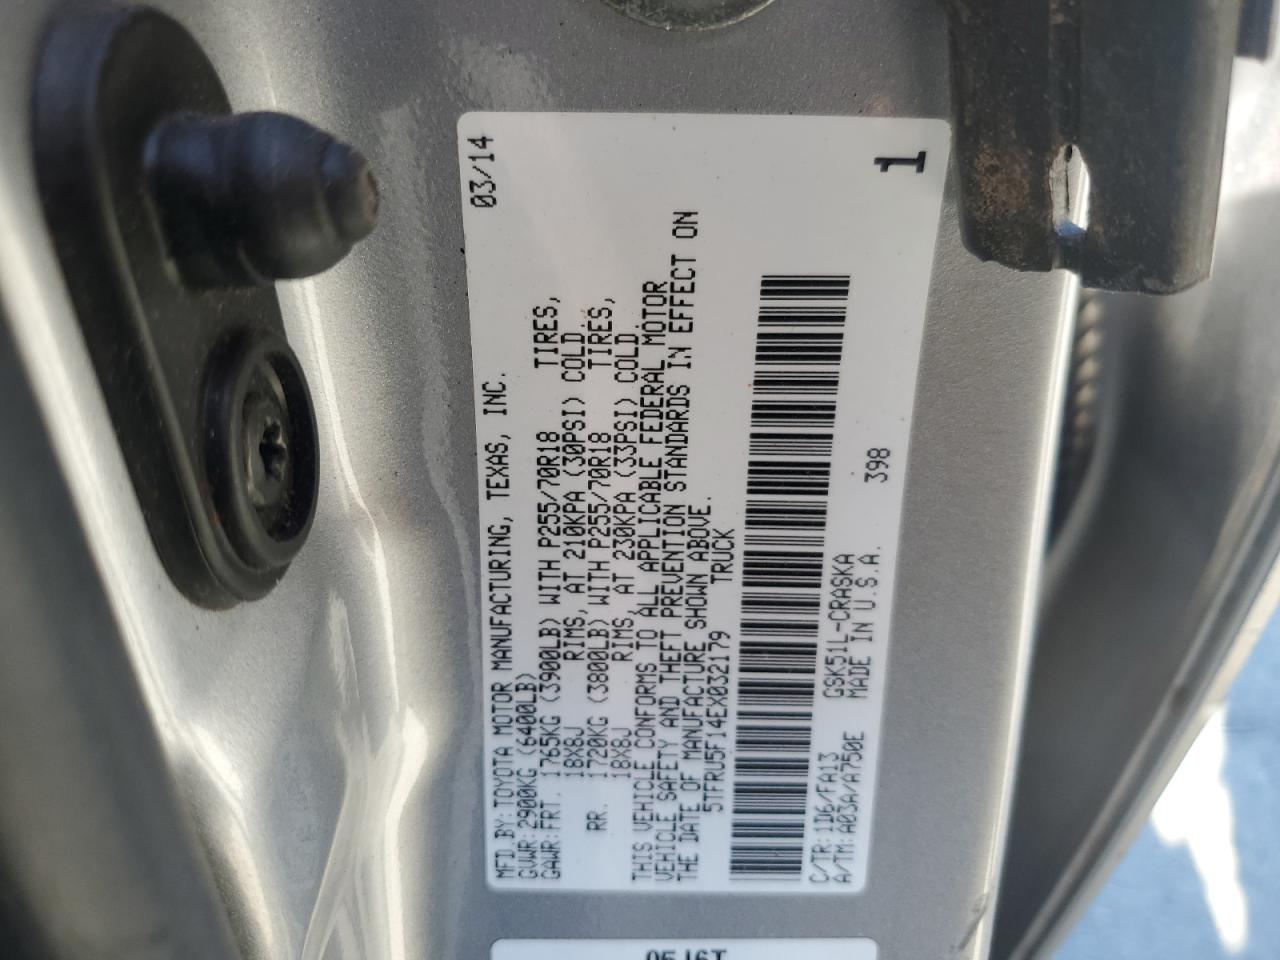 MFD.BY: TOYOTA MOTOR MANUFACTURING, TEXAS, INC. 03/14
GVWR: 2900KG (6400LB)
GAWR: FRT. 1765KG (3900LB) WITH P255/70R18 TIRES,
18X8J RIMS, AT 210KPA (30PSI) COLD,
RR. 1720KG (3800LB) WITH P255/70R18 TIRES,
18X8J RIMS, AT 230KPA (33PSI) COLD
THIS VEHICLE CONFORMS TO ALL APPLICABLE FEDERAL MOTOR
VEHICLE SAFETY AND THEFT PREVENTION STANDARDS IN EFFECT ON
THE DATE OF MANUFACTURE SHOWN ABOVE.
5TFRU5F14EX032179 TRUCK
C/TR: 1D6/FA13 GSK51L-CRASKA 398
A/TM: A03A/A750E MADE IN U.S.A.
1